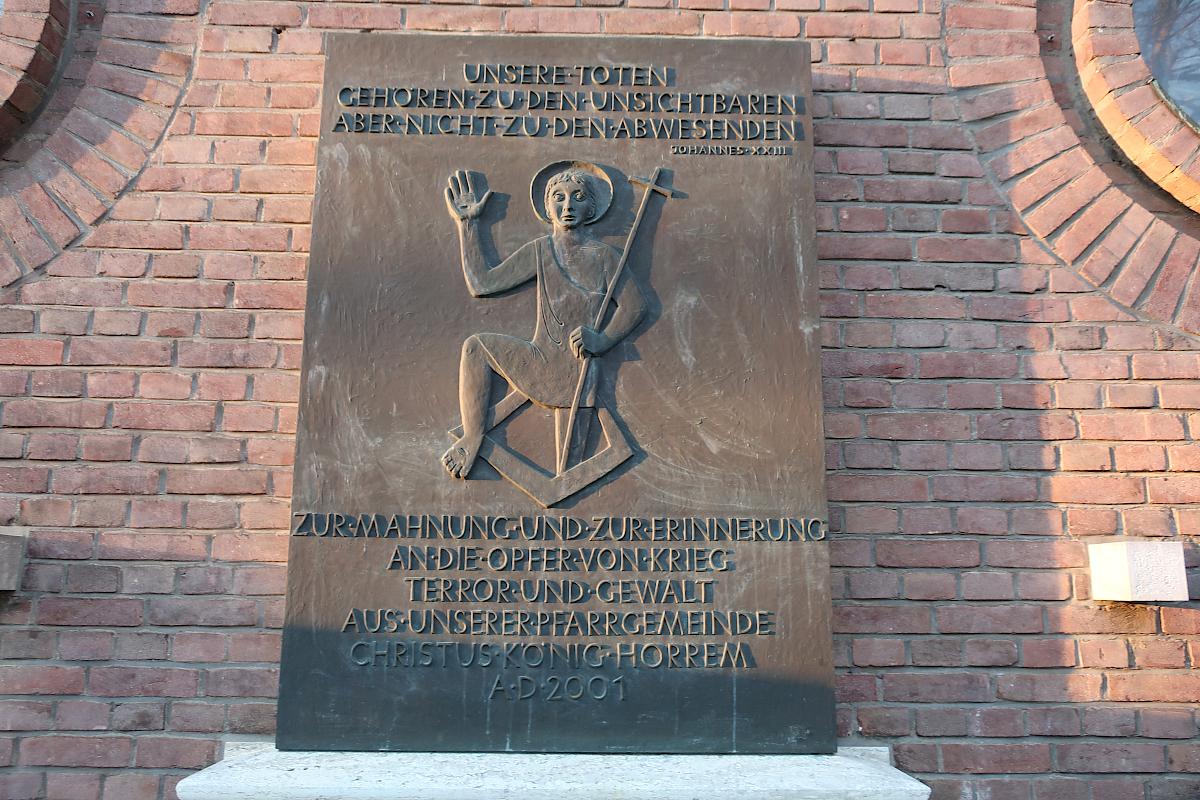 UNSERE·TOTEN
GEHÖREN·ZU·DEN·UNSICHTBAREN
ABER·NICHT·ZU·DEN·ABWESENDEN
JOHANNES·XXIII
ZUR·MAHNUNG·UND·ZUR·ERINNERUNG
AN·DIE·OPFER·VON·KRIEG
TERROR·UND·GEWALT
AUS·UNSERER·PFARRGEMEINDE
CHRISTUS·KÖNIG·HORREM
A·D·2001